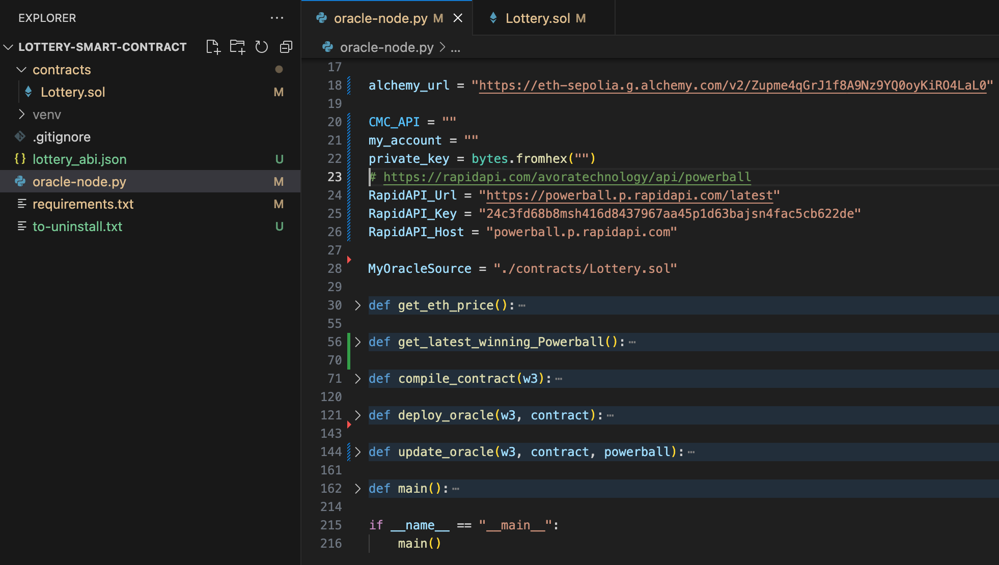 EXPLORER
LOTTERY-SMART-CONTRACT
contracts
Lottery.sol M
venv
.gitignore
{} lottery_abi.json U
oracle-node.py M
requirements.txt M
to-uninstall.txt U
oracle-node.py M
Lottery.sol M
oracle-node.py > ...
17
18 alchemy_url = "https://eth-sepolia.g.alchemy.com/v2/Zupme4qGrJ1f8A9Nz9YQ0oyKiRO4LaL0"
19
20 CMC_API = ""
21 my_account = ""
22 private_key = bytes.fromhex("")
23 # https://rapidapi.com/avoratechnology/api/powerball
24 RapidAPI_Url = "https://powerball.p.rapidapi.com/latest"
25 RapidAPI_Key = "24c3fd68b8msh416d8437967aa45p1d63bajsn4fac5cb622de"
26 RapidAPI_Host = "powerball.p.rapidapi.com"
27
28 MyOracleSource = "./contracts/Lottery.sol"
29
30 def get_eth_price():⋯
55
56 def get_latest_winning_Powerball():⋯
70
71 def compile_contract(w3):⋯
120
121 def deploy_oracle(w3, contract):⋯
143
144 def update_oracle(w3, contract, powerball):⋯
161
162 def main():⋯
214
215 if __name__ == "__main__":
216 main()